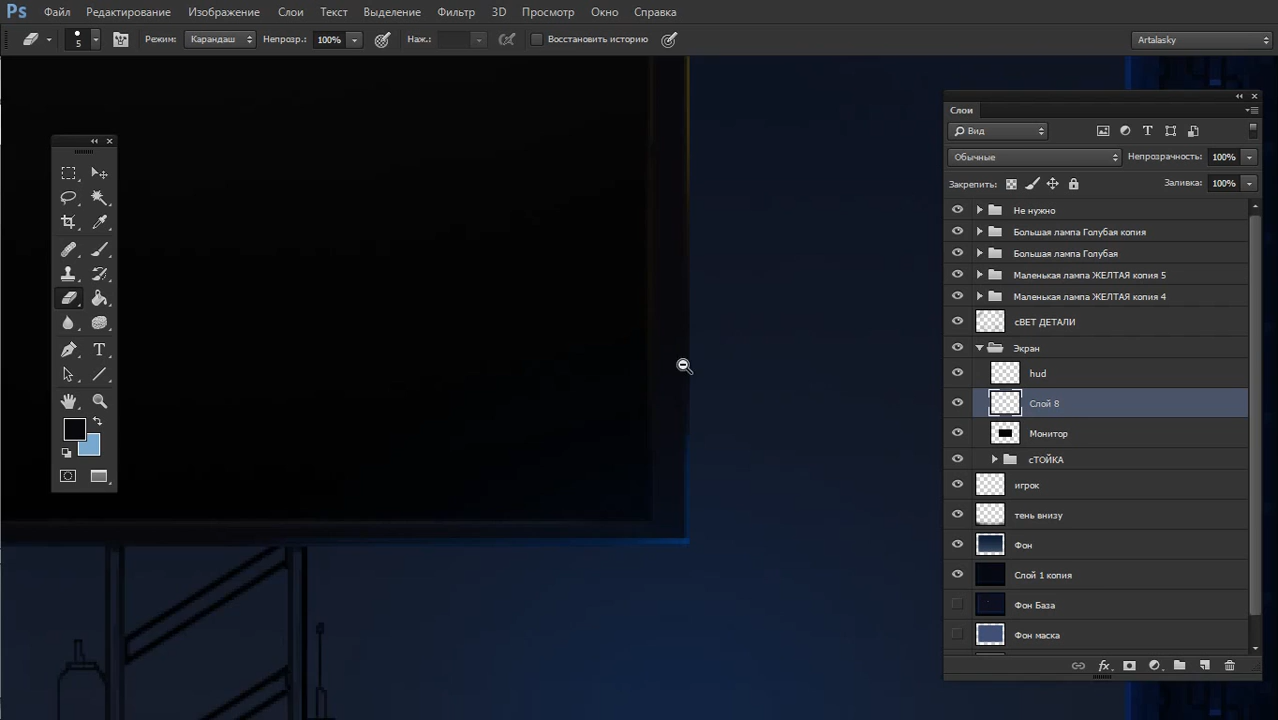 Ps Файл Редактирование Изображение Слои Текст Выделение Фильтр 3D Просмотр Окно Справка
5 Режим: Карандаш Непрозр.: 100% Наж.: Восстановить историю Artalasky
Слои
Вид
Обычные Непрозрачность: 100%
Закрепить: Заливка: 100%
Не нужно
Большая лампа Голубая копия
Большая лампа Голубая
Маленькая лампа ЖЕЛТАЯ копия 5
Маленькая лампа ЖЕЛТАЯ копия 4
сВЕТ ДЕТАЛИ
Экран
hud
Слой 8
Монитор
сТОЙКА
игрок
тень внизу
Фон
Слой 1 копия
Фон База
Фон маска
fx